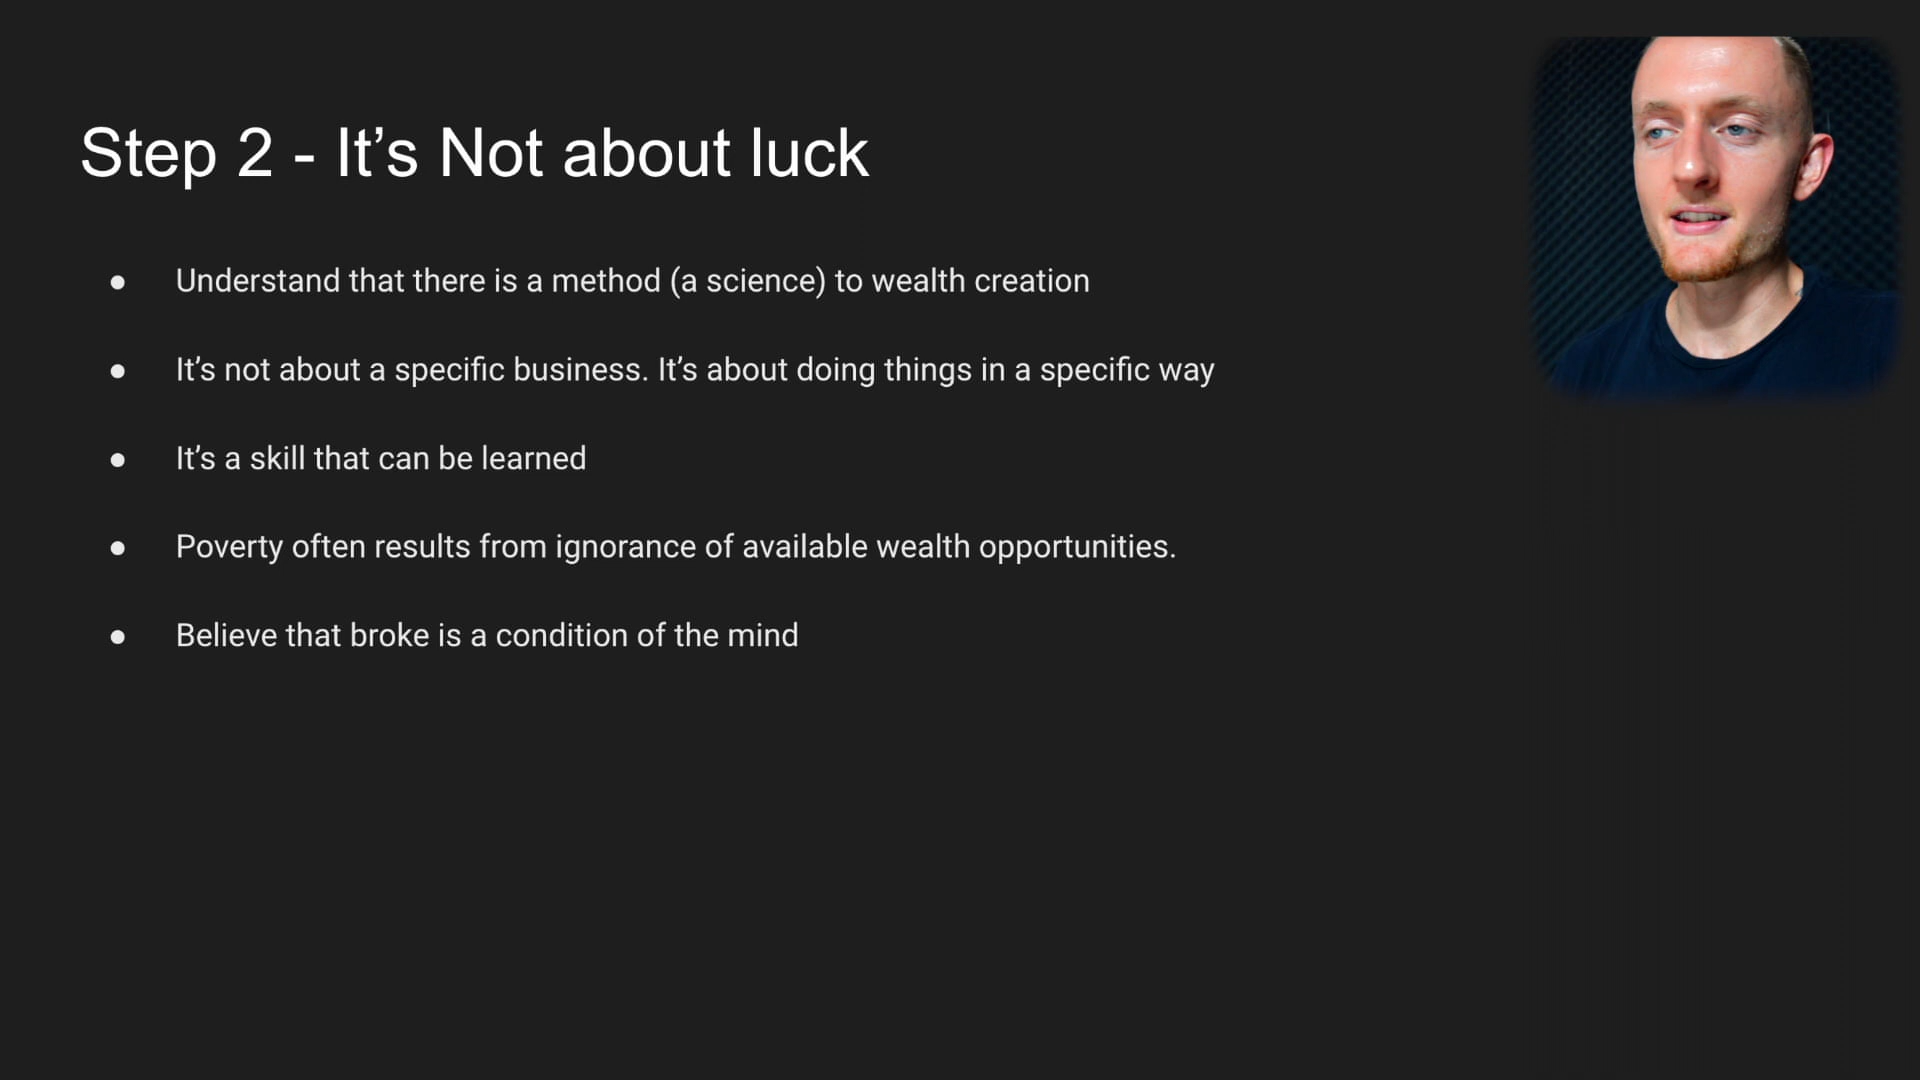 Step 2 - It’s Not about luck
● Understand that there is a method (a science) to wealth creation
● It’s not about a specific business. It’s about doing things in a specific way
● It’s a skill that can be learned
● Poverty often results from ignorance of available wealth opportunities.
● Believe that broke is a condition of the mind